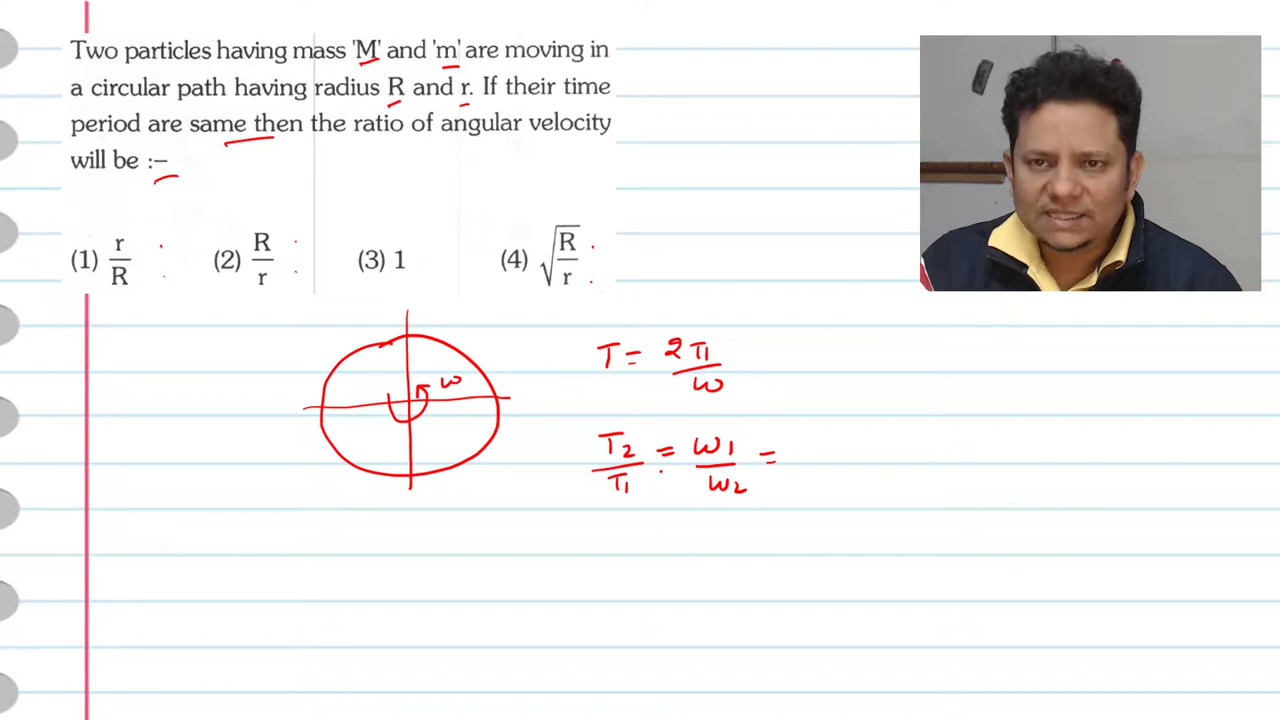 Two particles having mass 'M' and 'm' are moving in
a circular path having radius R and r. If their time
period are same then the ratio of angular velocity
will be :–
(1) r/R (2) R/r (3) 1 (4) √(R/r)
ω
T = 2π/ω
T₂/T₁ = ω₁/ω₂ =